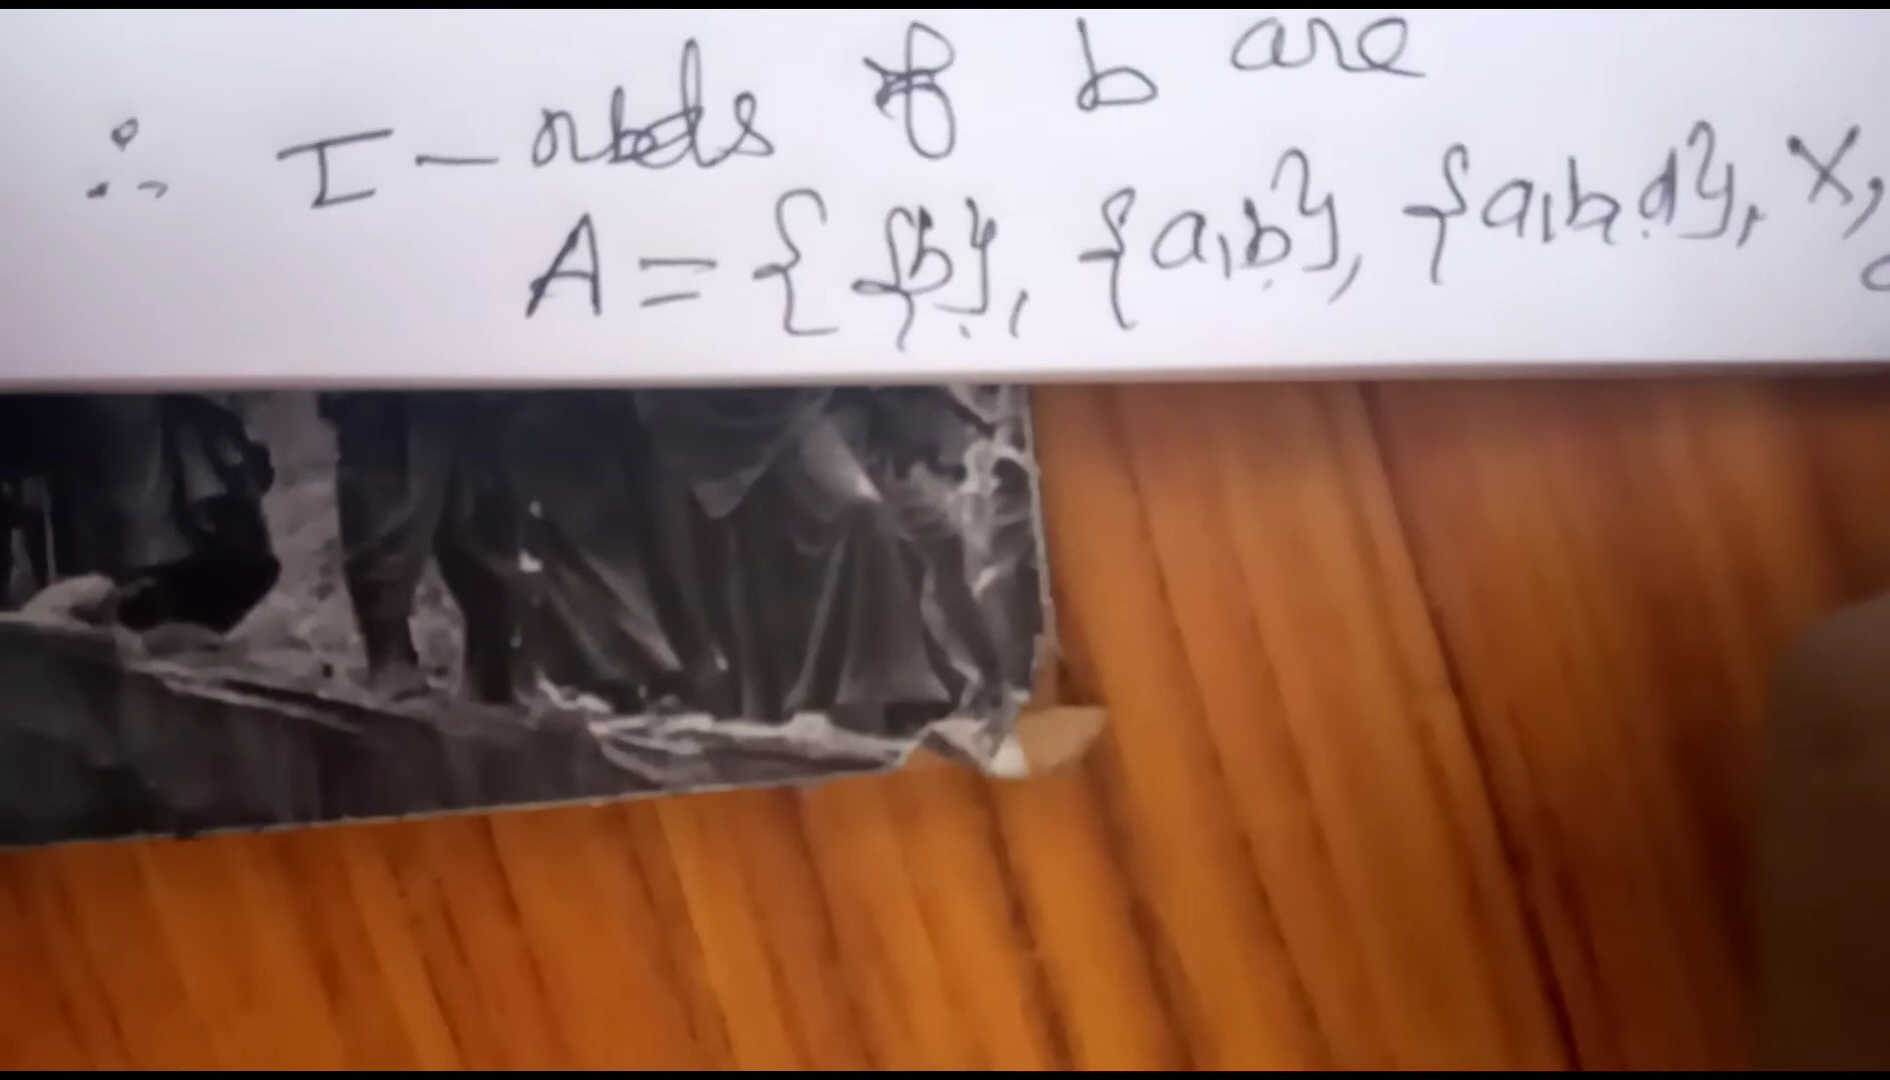 ∴ I-nbds of b are
A = { {b}, {a,b}, {a,b,d}, X,